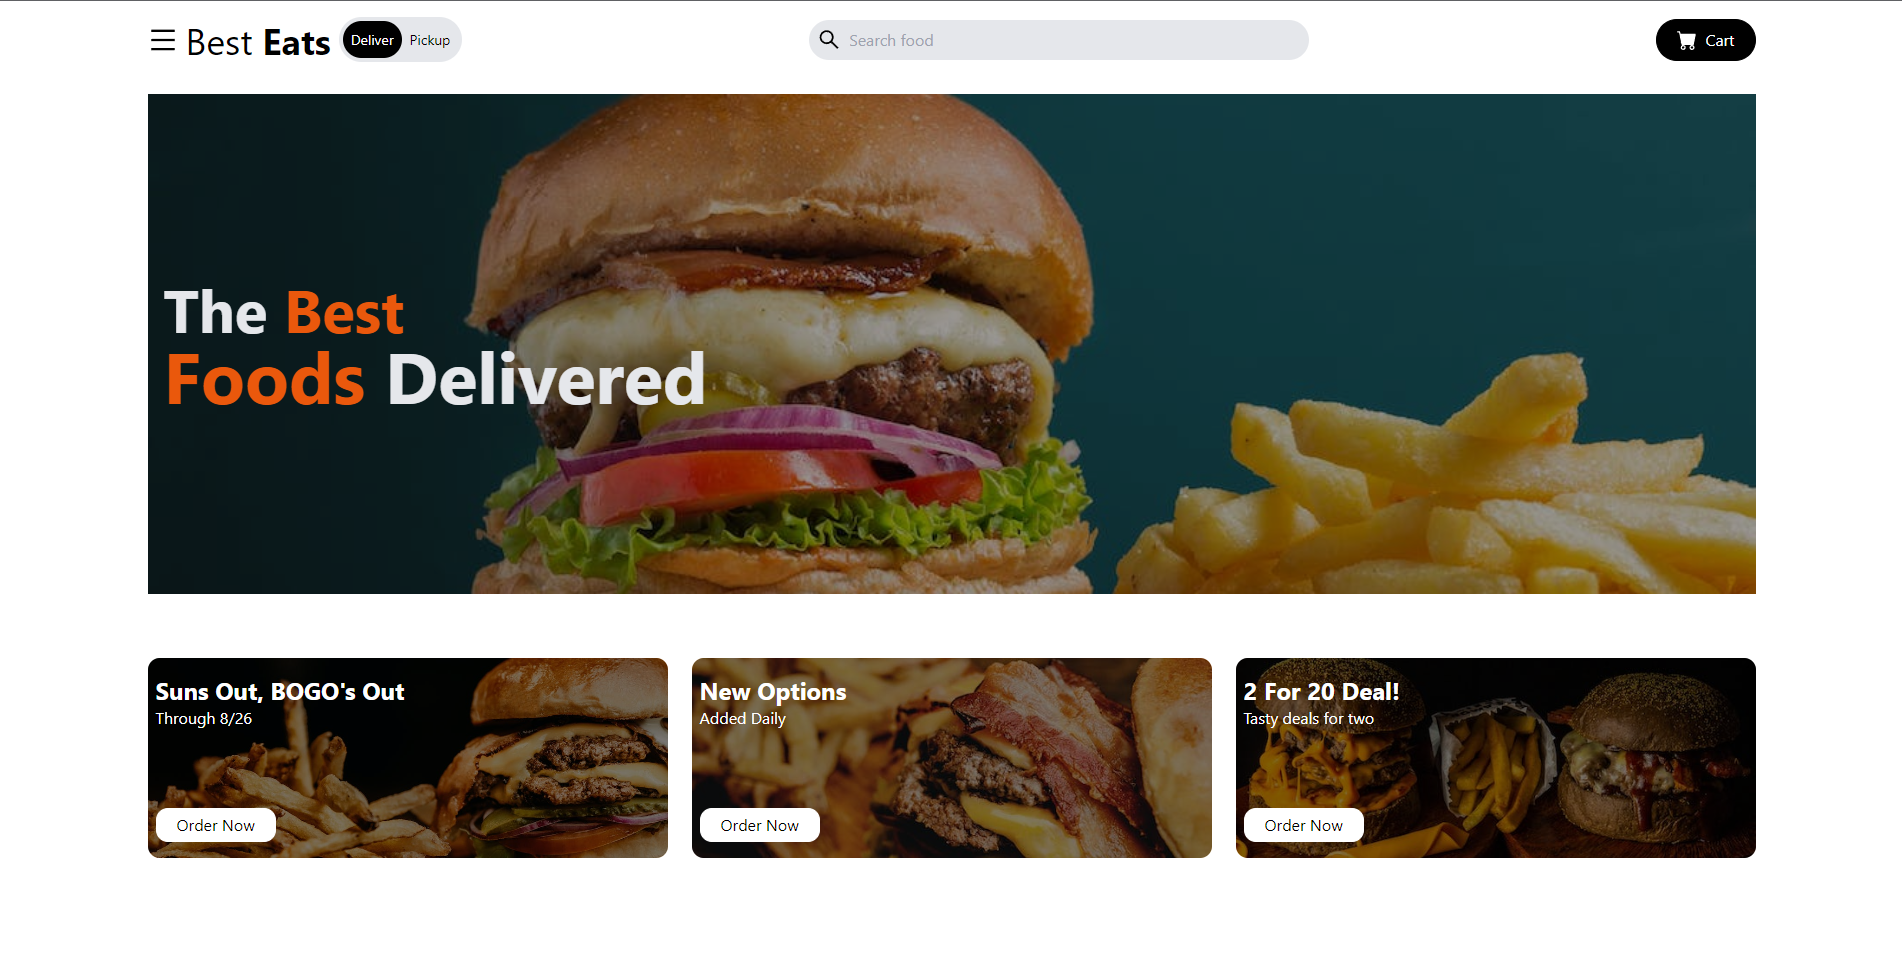 Best Eats
Deliver Pickup
Search food
Cart
The Best
Foods Delivered
Suns Out, BOGO's Out
Through 8/26
Order Now
New Options
Added Daily
Order Now
2 For 20 Deal!
Tasty deals for two
Order Now